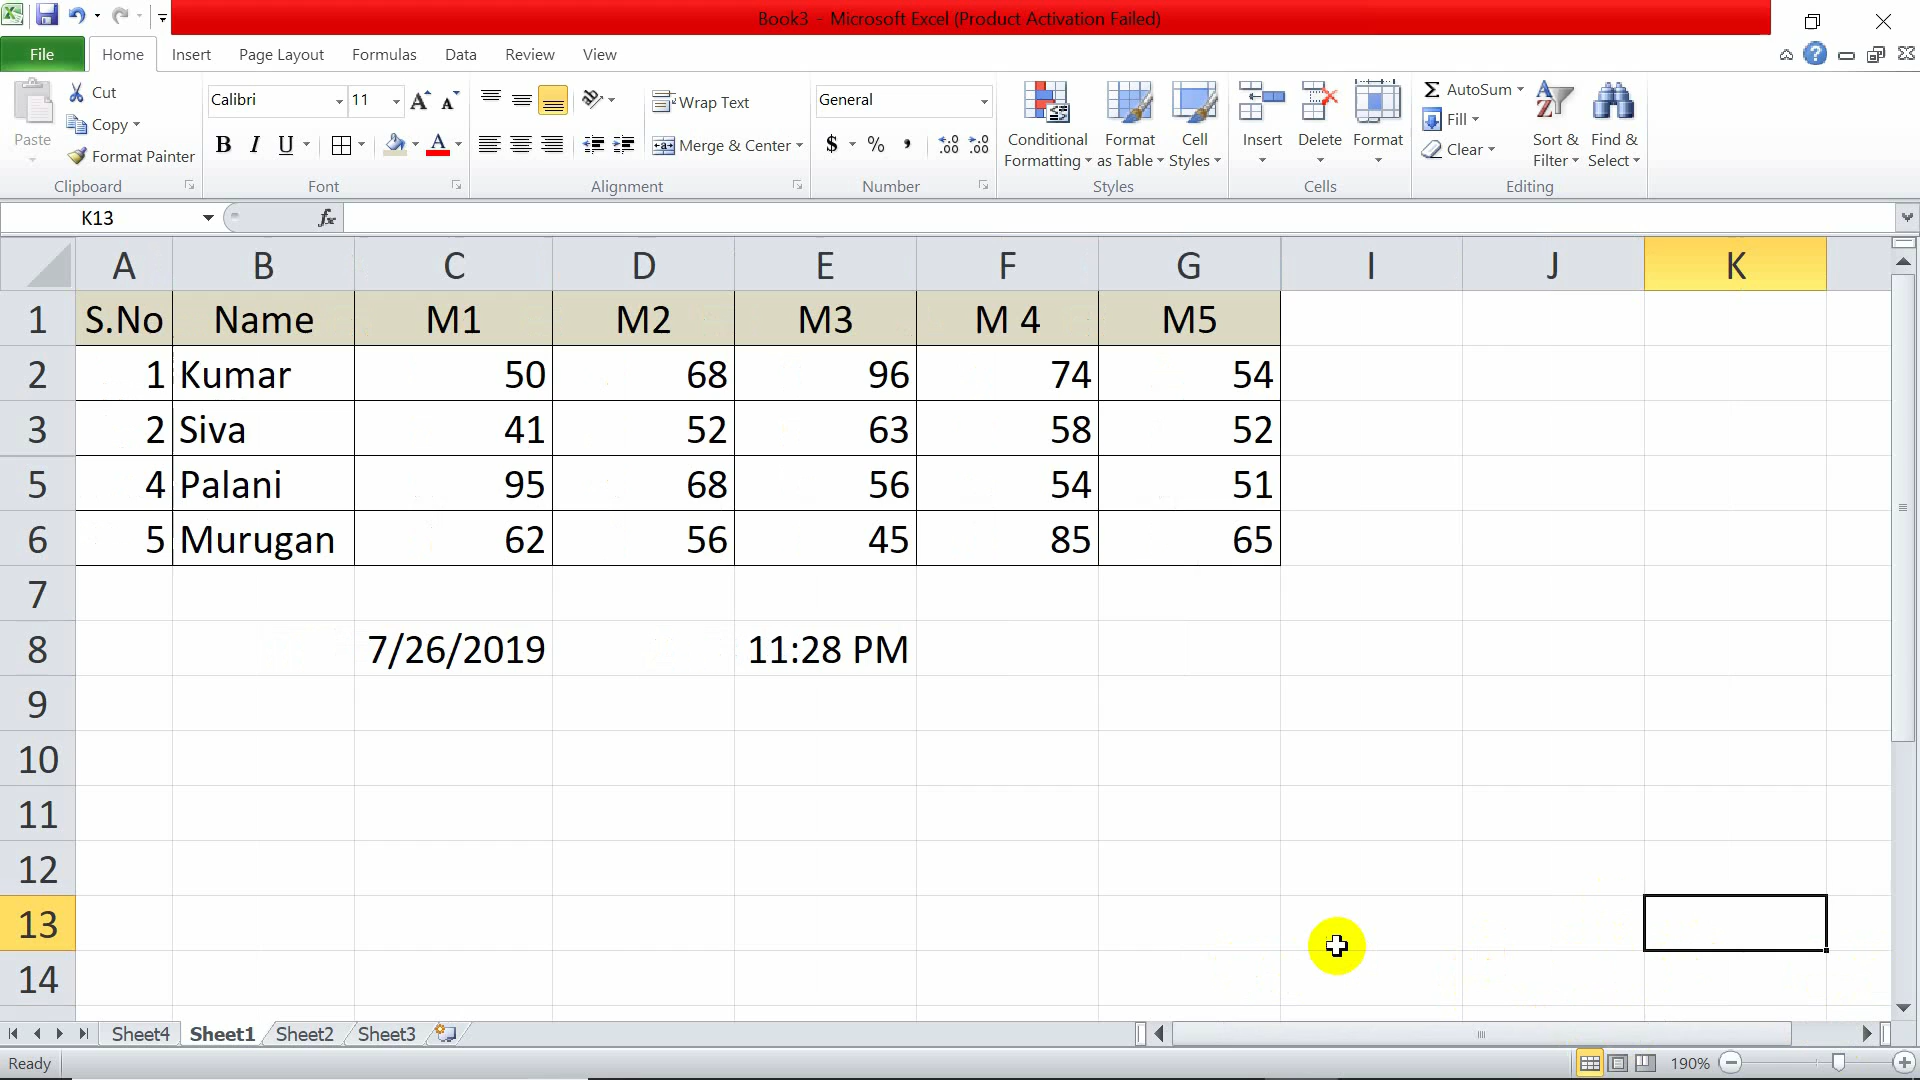 Book3 - Microsoft Excel (Product Activation Failed)
File Home Insert Page Layout Formulas Data Review View
Paste
Cut
Copy
Format Painter
Clipboard
Calibri 11
B I U
Font
Wrap Text
Merge & Center
Alignment
General
$ % ,
Number
Conditional Formatting
Format as Table
Cell Styles
Styles
Insert
Delete
Format
Cells
Σ AutoSum
Fill
Clear
Sort & Filter
Find & Select
Editing
K13 fx
A B C D E F G I J K
1 S.No Name M1 M2 M3 M 4 M5
2 1 Kumar 50 68 96 74 54
3 2 Siva 41 52 63 58 52
5 4 Palani 95 68 56 54 51
6 5 Murugan 62 56 45 85 65
7
8 7/26/2019 11:28 PM
9
10
11
12
13
14
Sheet4 Sheet1 Sheet2 Sheet3
Ready 190%